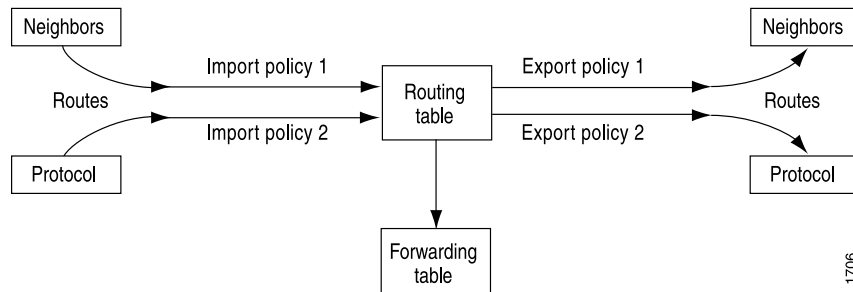 Neighbors
Neighbors
Import policy 1
Export policy 1
Routes
Routing
table
Routes
Import policy 2
Export policy 2
Protocol
Protocol
Forwarding
table
1706